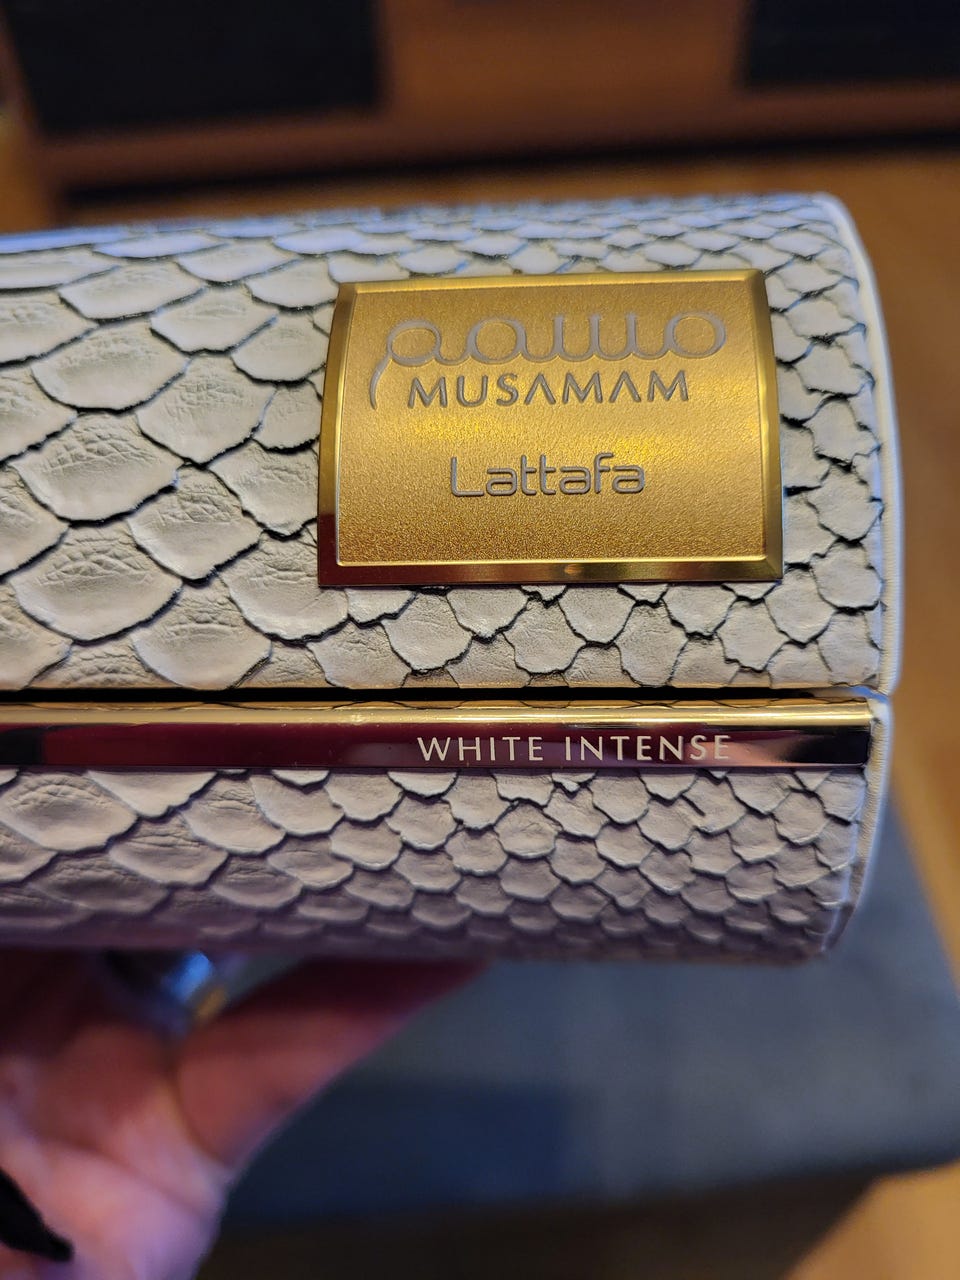 مسمم
MUSAMAM
Lattafa
WHITE INTENSE